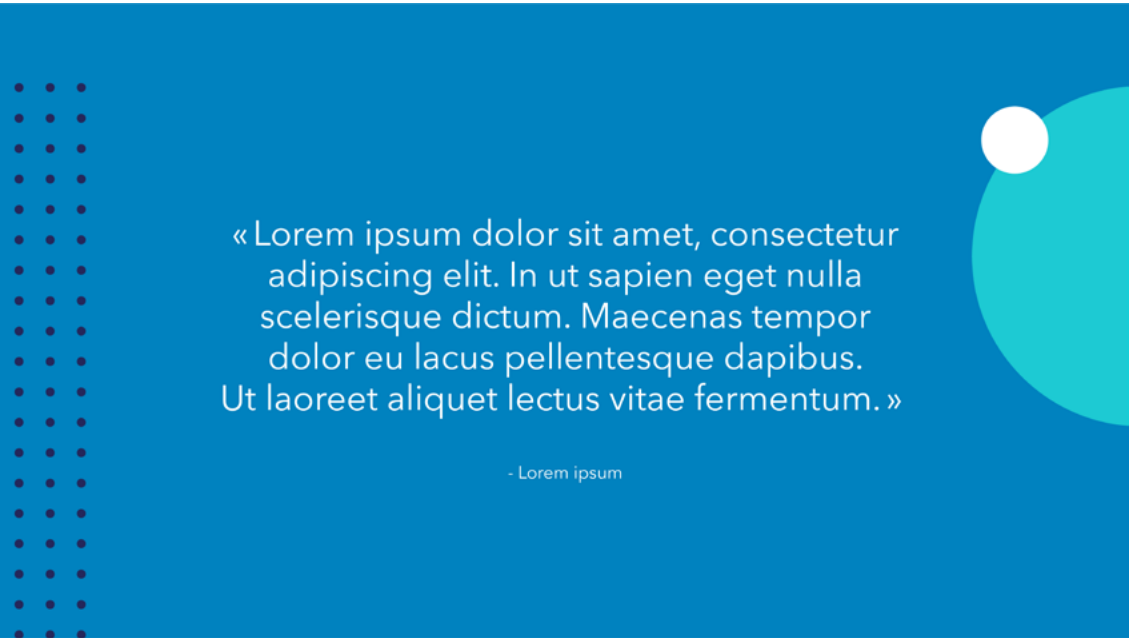 « Lorem ipsum dolor sit amet, consectetur
adipiscing elit. In ut sapien eget nulla
scelerisque dictum. Maecenas tempor
dolor eu lacus pellentesque dapibus.
Ut laoreet aliquet lectus vitae fermentum. »
- Lorem ipsum